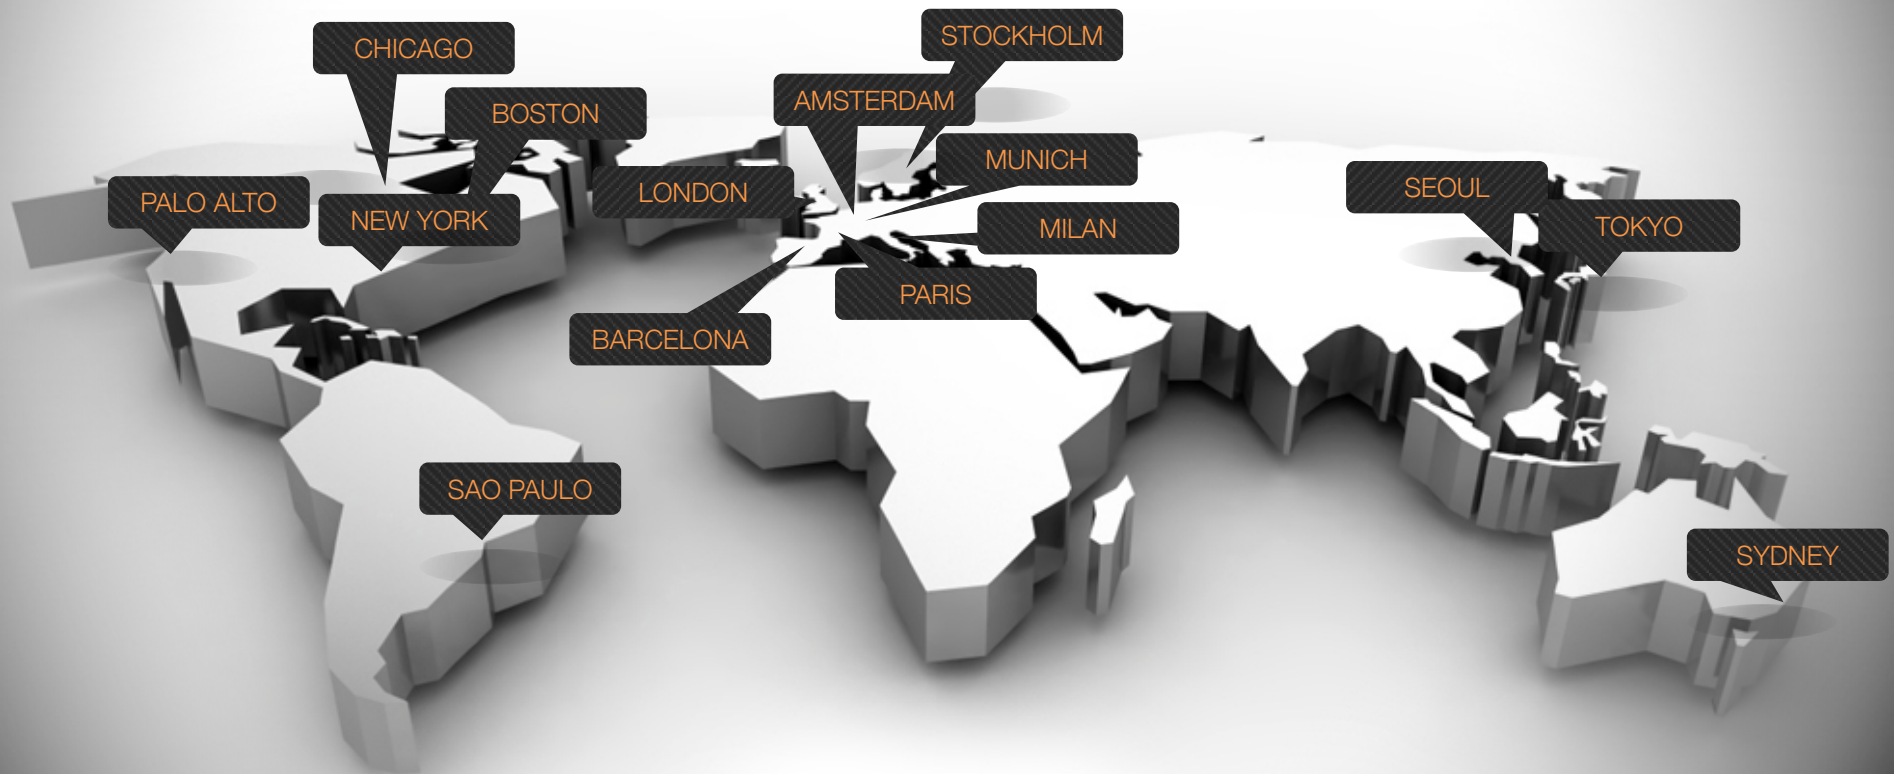 CHICAGO
STOCKHOLM
AMSTERDAM
BOSTON
MUNICH
SEOUL
LONDON
PALO ALTO
NEW YORK
MILAN
TOKYO
PARIS
BARCELONA
SAO PAULO
SYDNEY